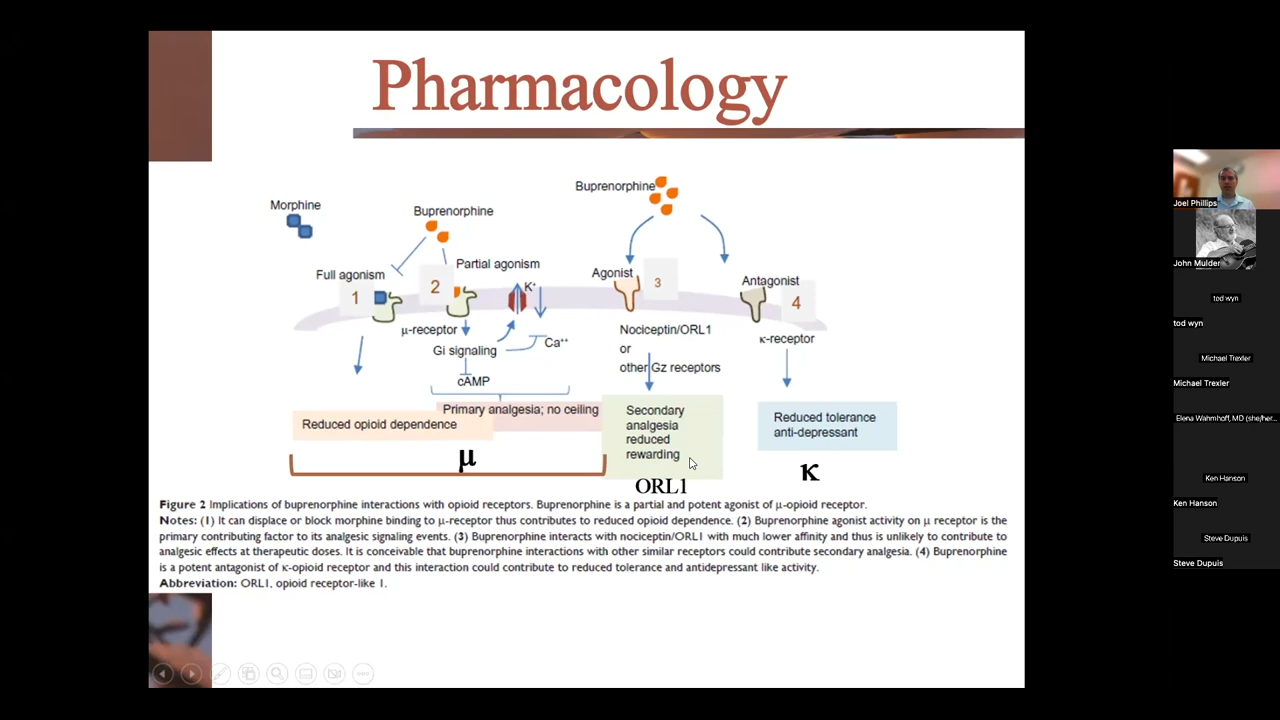 Pharmacology
Buprenorphine
Morphine
Buprenorphine
Full agonism
Partial agonism
Agonist
Antagonist
1
2
K+
3
4
μ-receptor
Gi signaling
Ca++
cAMP
Nociceptin/ORL1
or
other Gz receptors
κ-receptor
Primary analgesia; no ceiling
Reduced opioid dependence
Secondary
analgesia
reduced
rewarding
Reduced tolerance
anti-depressant
μ
ORL1
κ
Figure 2 Implications of buprenorphine interactions with opioid receptors. Buprenorphine is a partial and potent agonist of μ-opioid receptor.
Notes: (1) It can displace or block morphine binding to μ-receptor thus contributes to reduced opioid dependence. (2) Buprenorphine agonist activity on μ receptor is the
primary contributing factor to its analgesic signaling events. (3) Buprenorphine interacts with nociceptin/ORL1 with much lower affinity and thus is unlikely to contribute to
analgesic effects at therapeutic doses. It is conceivable that buprenorphine interactions with other similar receptors could contribute secondary analgesia. (4) Buprenorphine
is a potent antagonist of κ-opioid receptor and this interaction could contribute to reduced tolerance and antidepressant like activity.
Abbreviation: ORL1, opioid receptor-like 1.
Joel Phillips
John Mulder
tod wyn
tod wyn
Michael Trexler
Michael Trexler
Elena Wahmhoff, MD (she/her...
Ken Hanson
Ken Hanson
Steve Dupuis
Steve Dupuis